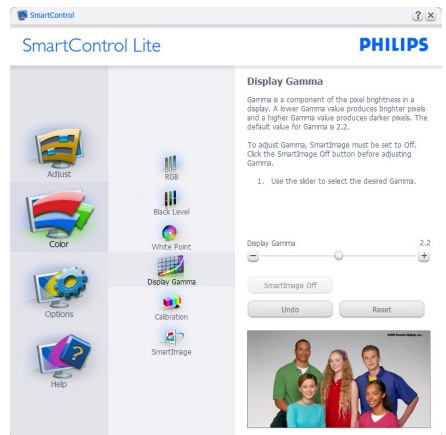 SmartControl
? x
SmartControl Lite
PHILIPS
Adjust
Color
Options
Help
RGB
Black Level
White Point
Display Gamma
Calibration
SmartImage
Display Gamma
Gamma is a component of the pixel brightness in a
display. A lower Gamma value produces brighter pixels
and a higher Gamma value produces darker pixels. The
default value for Gamma is 2.2.
To adjust Gamma, SmartImage must be set to Off.
Click the SmartImage Off button before adjusting
Gamma.
1. Use the slider to select the desired Gamma.
Display Gamma 2.2
− +
SmartImage Off
Undo Reset